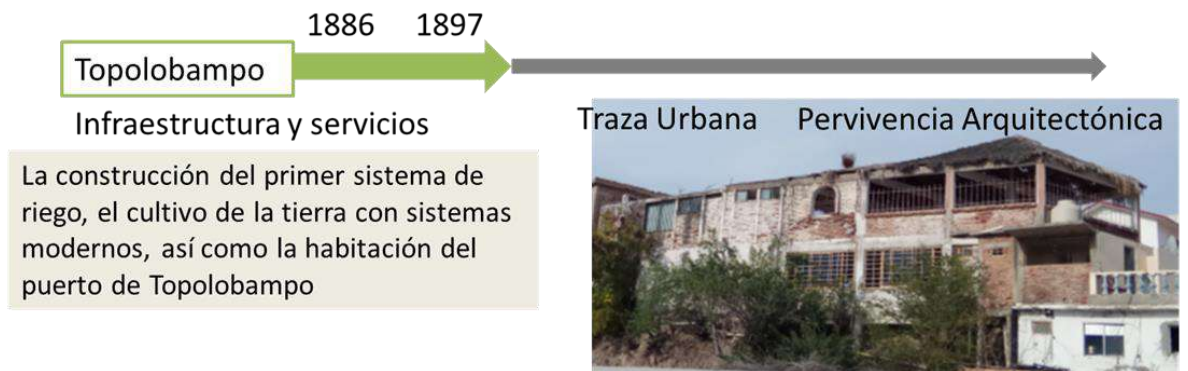 1886 1897
Topolobampo
Infraestructura y servicios
Traza Urbana Pervivencia Arquitectónica
La construcción del primer sistema de
riego, el cultivo de la tierra con sistemas
modernos, así como la habitación del
puerto de Topolobampo